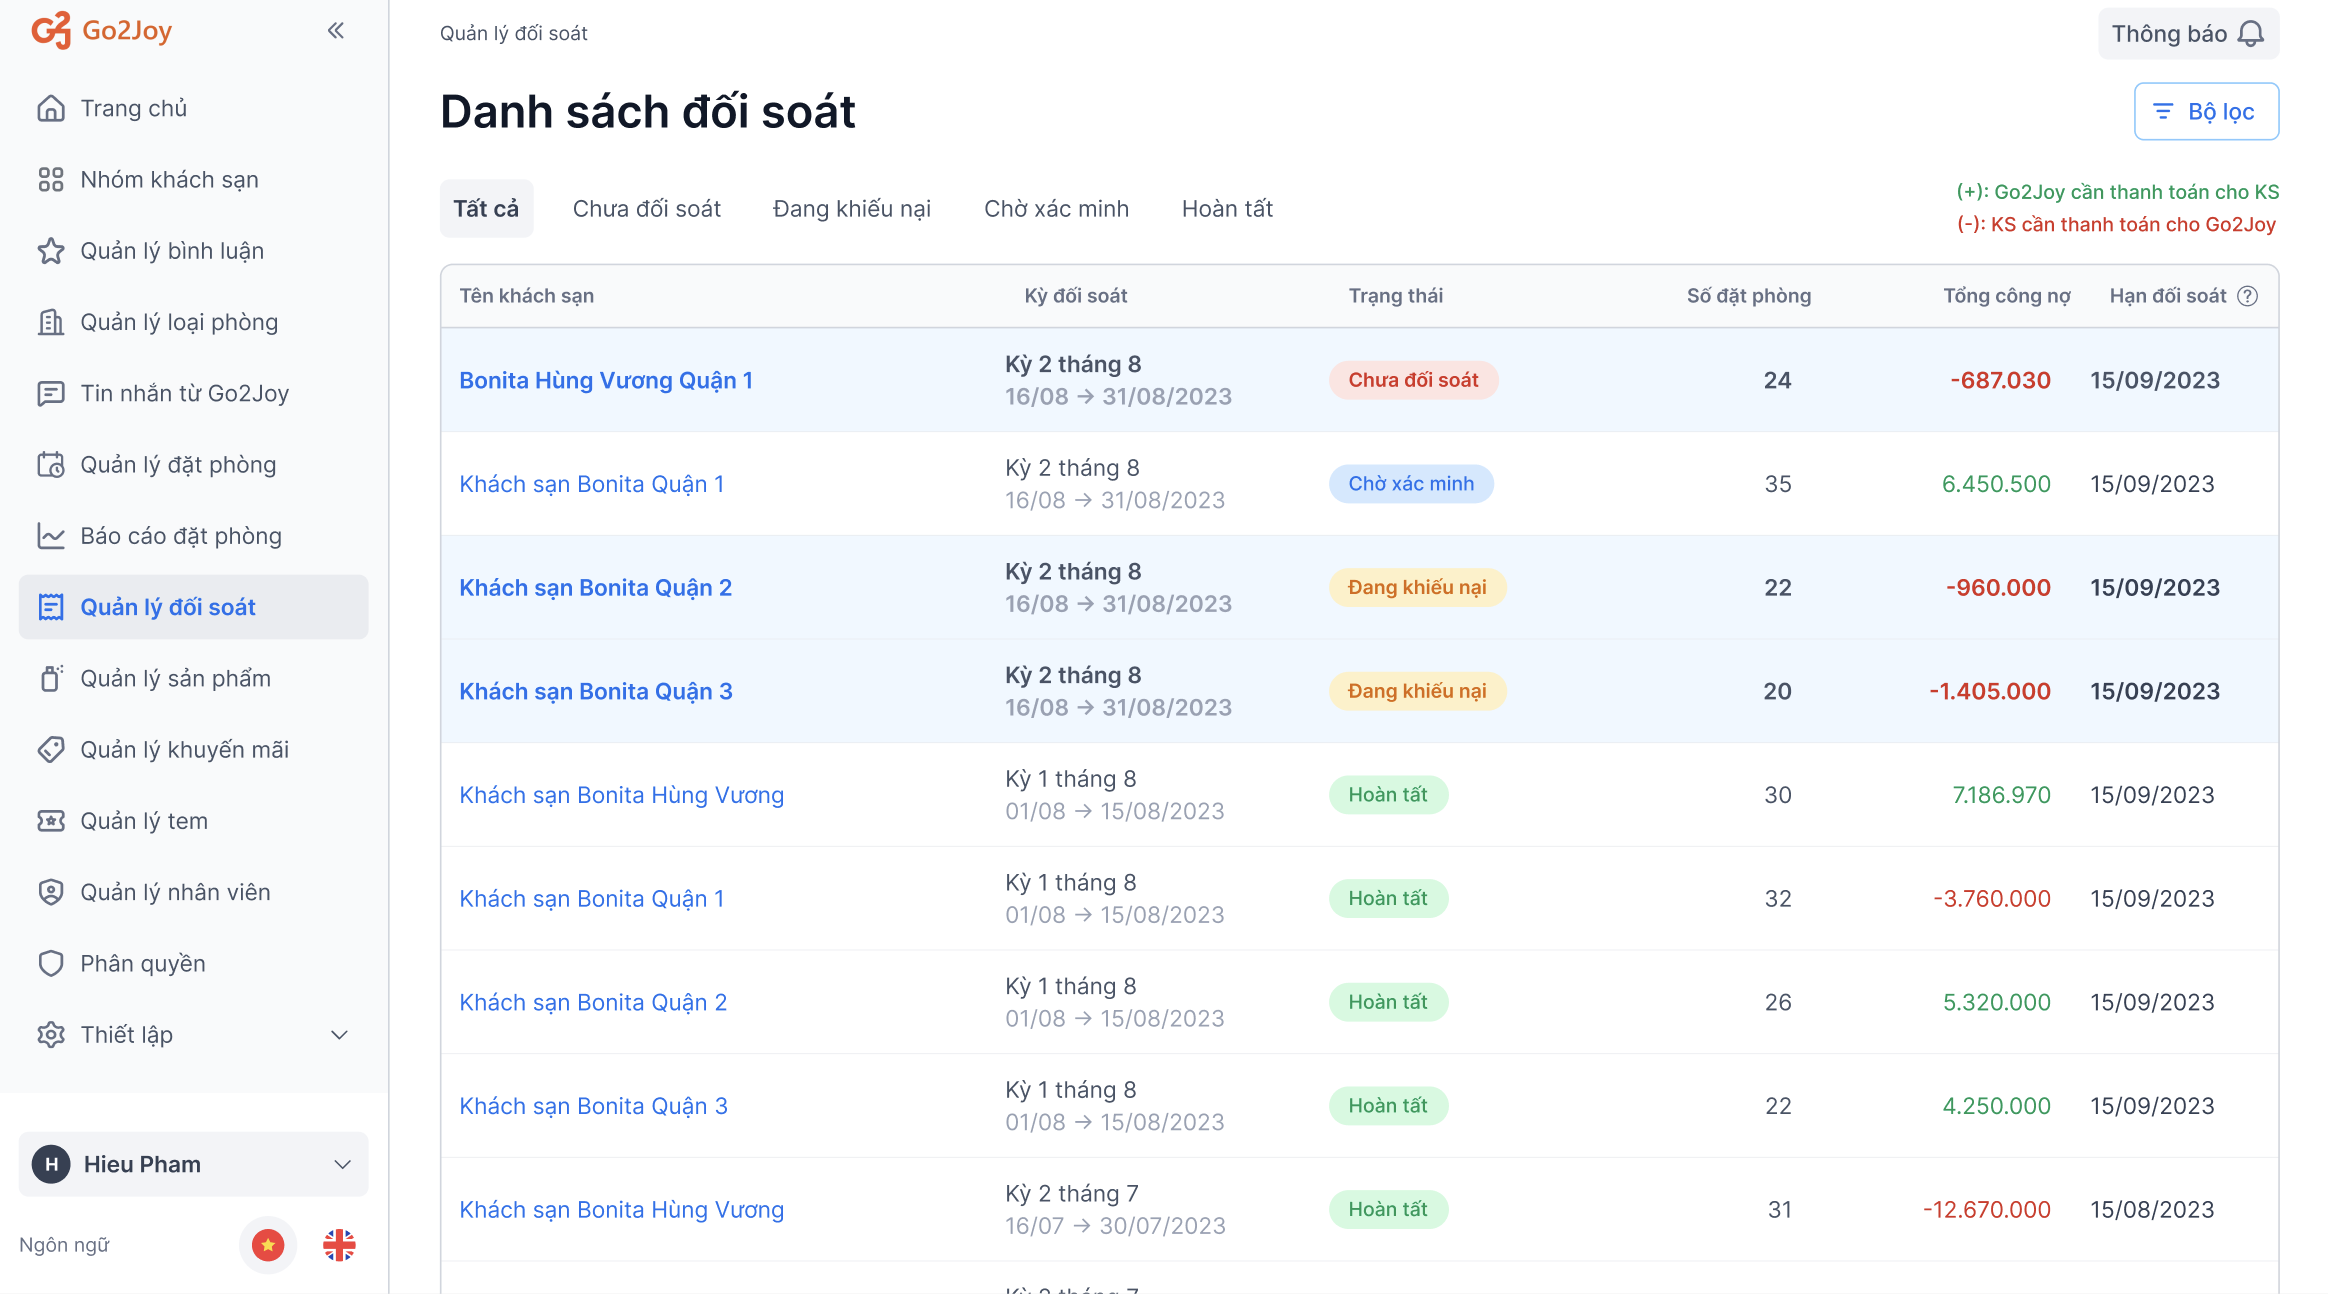 Go2Joy
Trang chủ
Nhóm khách sạn
Quản lý bình luận
Quản lý loại phòng
Tin nhắn từ Go2Joy
Quản lý đặt phòng
Báo cáo đặt phòng
Quản lý đối soát
Quản lý sản phẩm
Quản lý khuyến mãi
Quản lý tem
Quản lý nhân viên
Phân quyền
Thiết lập
H Hieu Pham
Ngôn ngữ
Quản lý đối soát
Thông báo
Danh sách đối soát
Bộ lọc
Tất cả Chưa đối soát Đang khiếu nại Chờ xác minh Hoàn tất
(+): Go2Joy cần thanh toán cho KS
(-): KS cần thanh toán cho Go2Joy
Tên khách sạn Kỳ đối soát Trạng thái Số đặt phòng Tổng công nợ Hạn đối soát ?
Bonita Hùng Vương Quận 1 Kỳ 2 tháng 8 Chưa đối soát 24 -687.030 15/09/2023
16/08 → 31/08/2023
Khách sạn Bonita Quận 1 Kỳ 2 tháng 8 Chờ xác minh 35 6.450.500 15/09/2023
16/08 → 31/08/2023
Khách sạn Bonita Quận 2 Kỳ 2 tháng 8 Đang khiếu nại 22 -960.000 15/09/2023
16/08 → 31/08/2023
Khách sạn Bonita Quận 3 Kỳ 2 tháng 8 Đang khiếu nại 20 -1.405.000 15/09/2023
16/08 → 31/08/2023
Khách sạn Bonita Hùng Vương Kỳ 1 tháng 8 Hoàn tất 30 7.186.970 15/09/2023
01/08 → 15/08/2023
Khách sạn Bonita Quận 1 Kỳ 1 tháng 8 Hoàn tất 32 -3.760.000 15/09/2023
01/08 → 15/08/2023
Khách sạn Bonita Quận 2 Kỳ 1 tháng 8 Hoàn tất 26 5.320.000 15/09/2023
01/08 → 15/08/2023
Khách sạn Bonita Quận 3 Kỳ 1 tháng 8 Hoàn tất 22 4.250.000 15/09/2023
01/08 → 15/08/2023
Khách sạn Bonita Hùng Vương Kỳ 2 tháng 7 Hoàn tất 31 -12.670.000 15/08/2023
16/07 → 30/07/2023
Kỳ 2 tháng 7